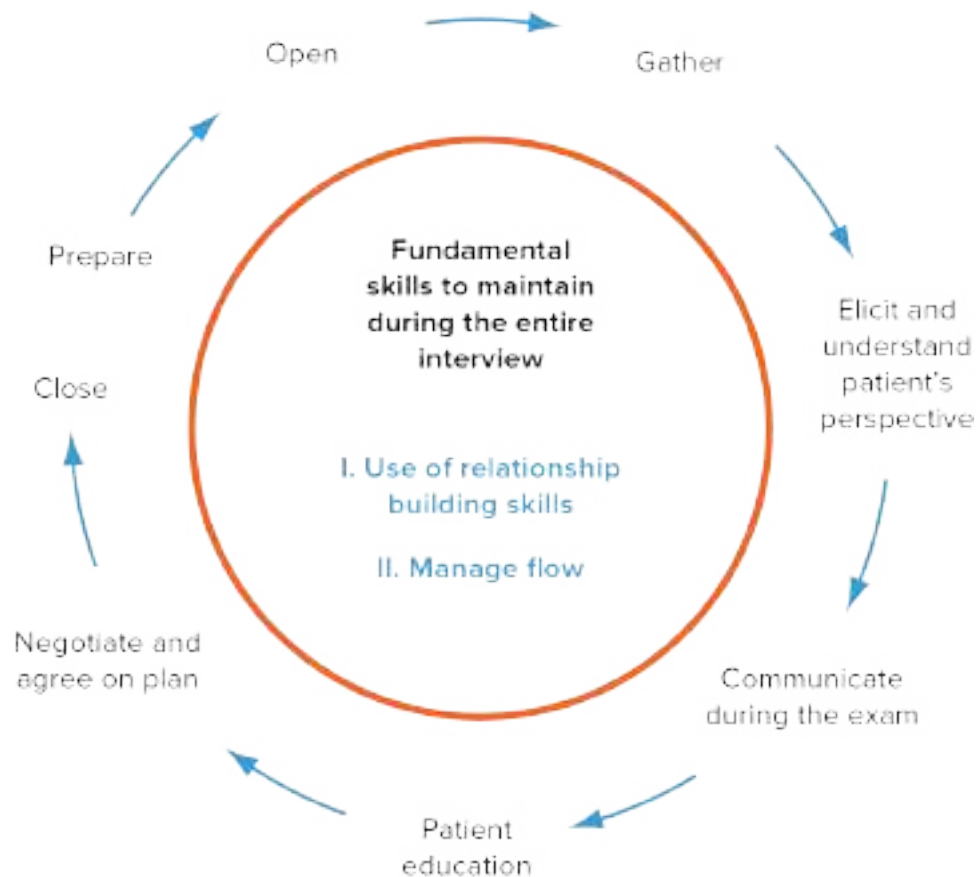 Open
Gather
Prepare
Fundamental
skills to maintain
during the entire
interview
Elicit and
understand
patient's
perspective
Close
I. Use of relationship
building skills
II. Manage flow
Negotiate and
agree on plan
Communicate
during the exam
Patient
education